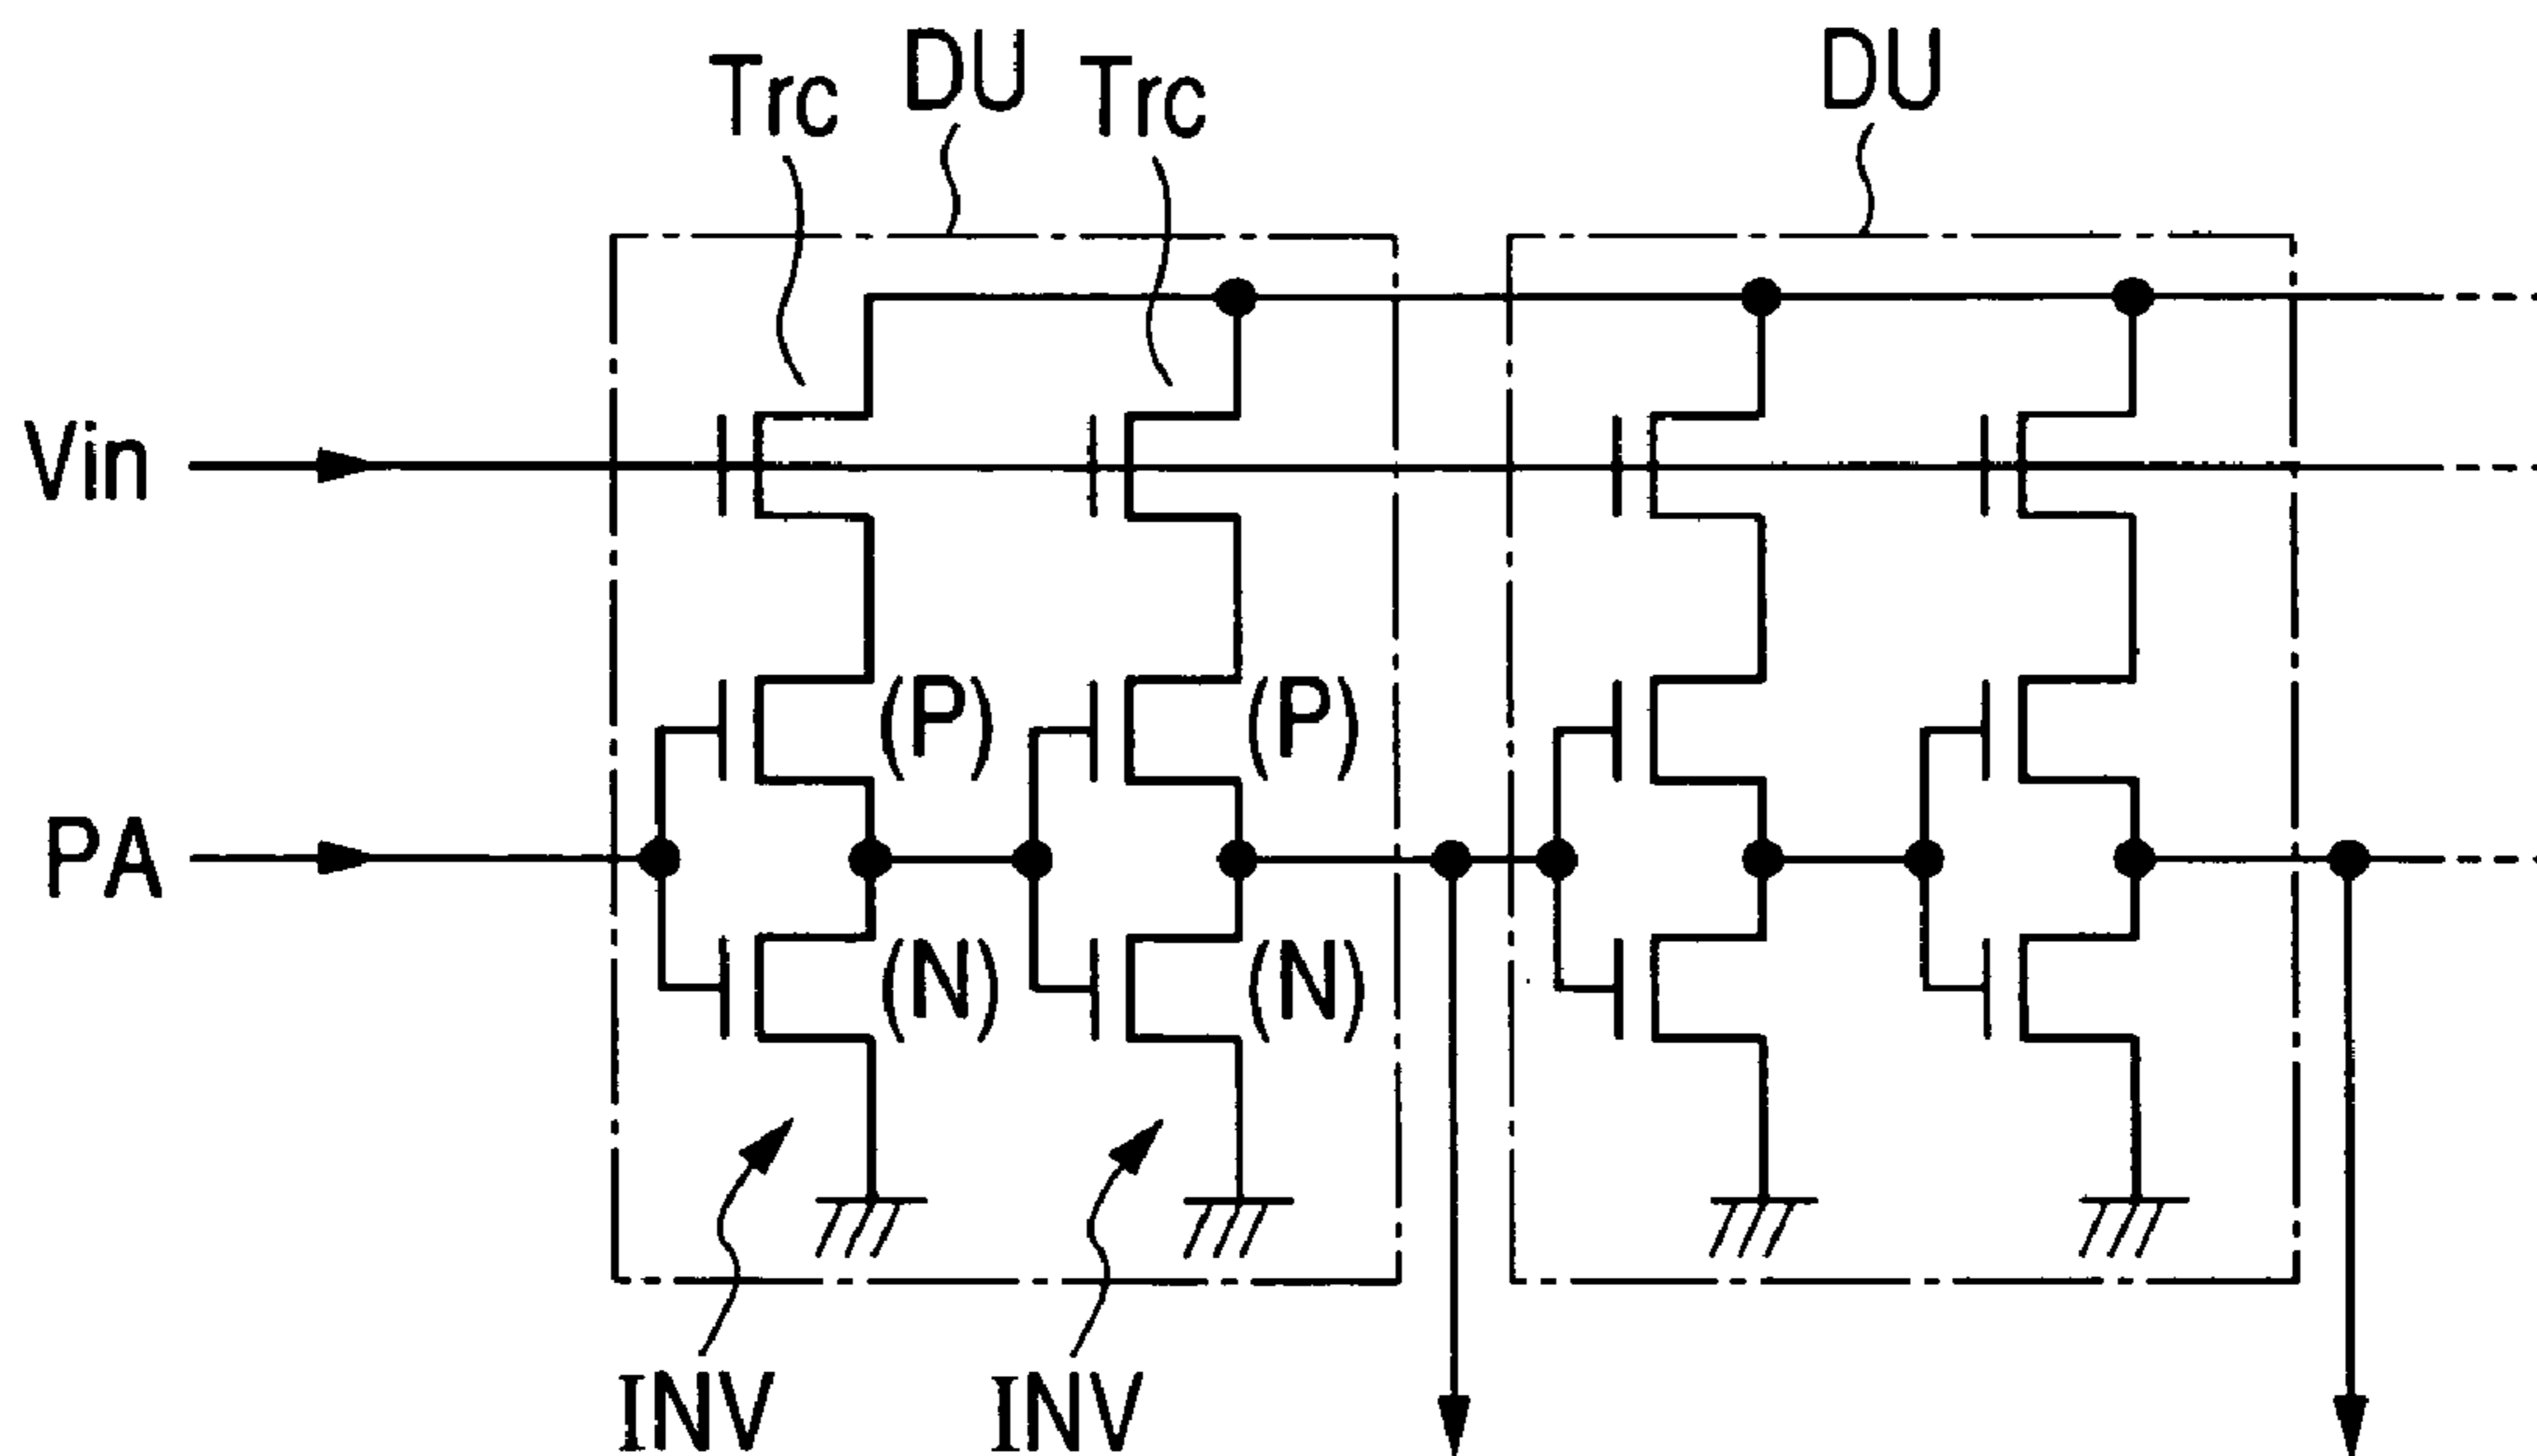 Trc DU Trc DU
Vin
(P) (P)
PA
(N) (N)
INV INV